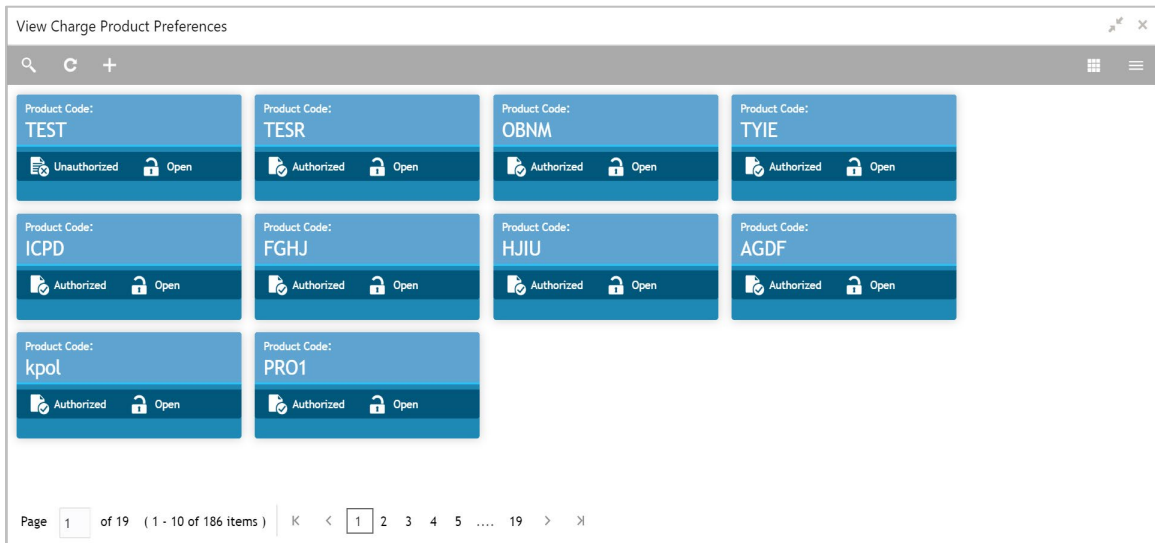 View Charge Product Preferences
Product Code: Product Code: Product Code: Product Code:
TEST TESR OBNM TYIE
Unauthorized Open Authorized Open Authorized Open Authorized Open
Product Code: Product Code: Product Code: Product Code:
ICPD FGHJ HJIU AGDF
Authorized Open Authorized Open Authorized Open Authorized Open
Product Code: Product Code:
kpol PRO1
Authorized Open Authorized Open
Page 1 of 19 ( 1 - 10 of 186 items ) 1 2 3 4 5 .... 19